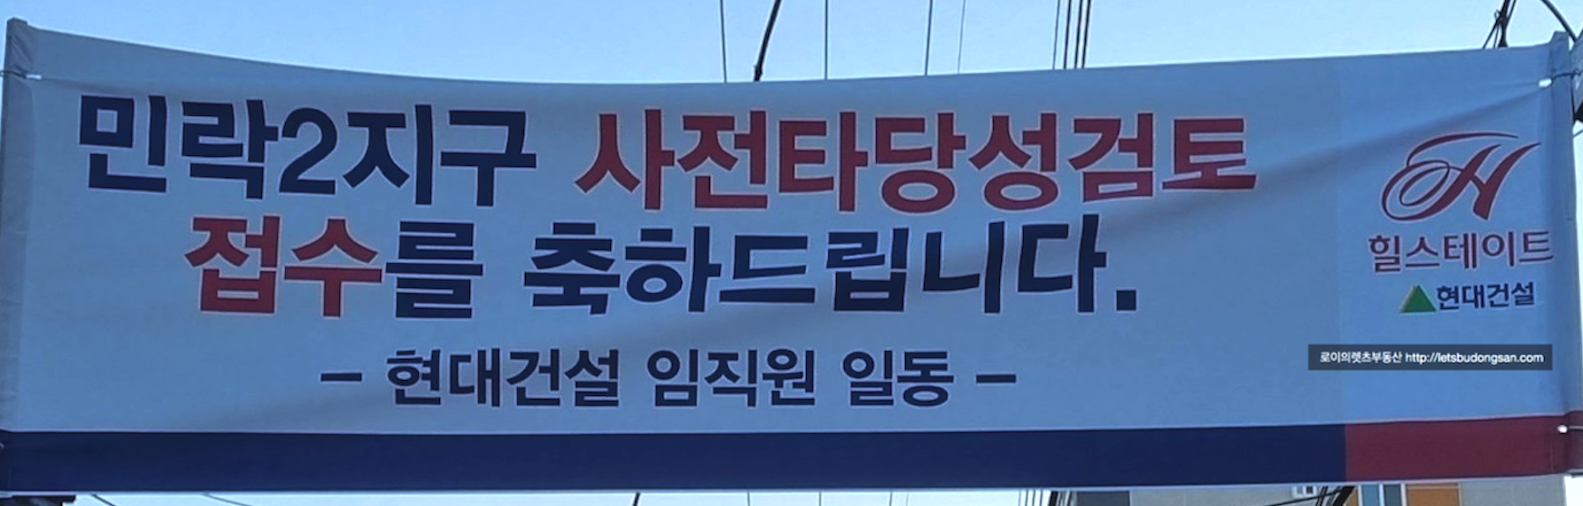 민락2지구 사전타당성검토
접수를 축하드립니다.
- 현대건설 임직원 일동 -
H
힐스테이트
현대건설
로이의렛츠부동산 http://letsbudongsan.com